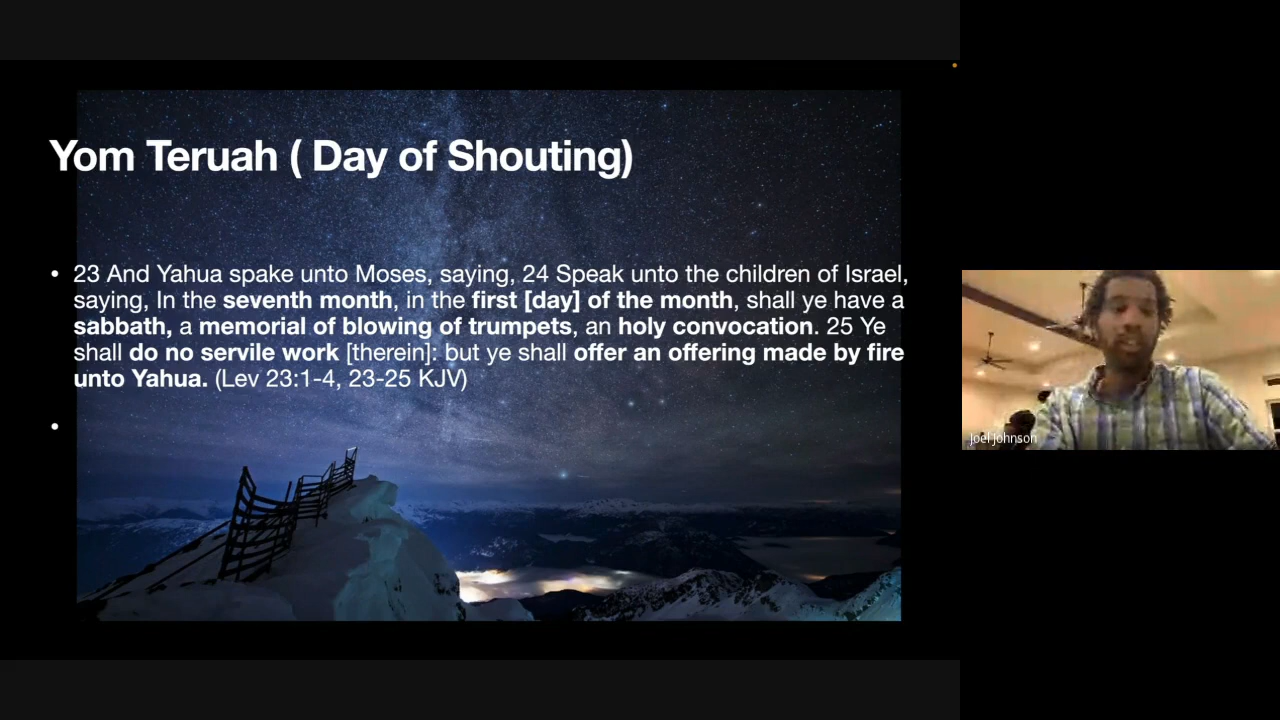 Yom Teruah ( Day of Shouting)
• 23 And Yahua spake unto Moses, saying, 24 Speak unto the children of Israel,
saying, In the seventh month, in the first [day] of the month, shall ye have a
sabbath, a memorial of blowing of trumpets, an holy convocation. 25 Ye
shall do no servile work [therein]: but ye shall offer an offering made by fire
unto Yahua. (Lev 23:1-4, 23-25 KJV)
•
Joel Johnson